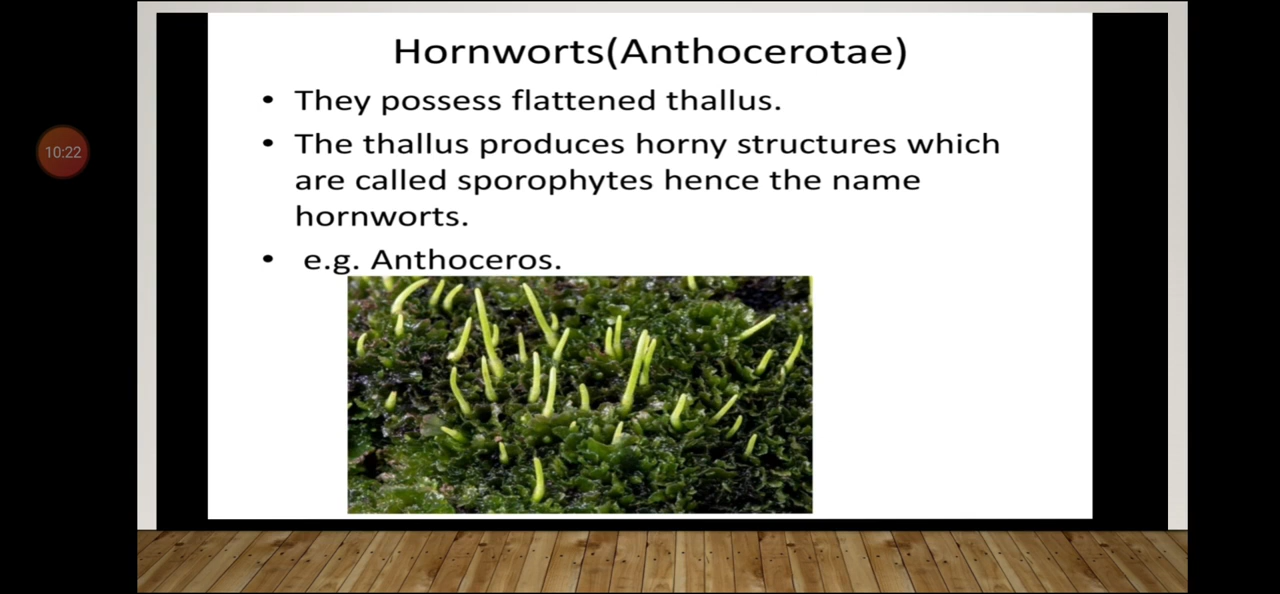 Hornworts(Anthocerotae)
• They possess flattened thallus.
• The thallus produces horny structures which
are called sporophytes hence the name
hornworts.
• e.g. Anthoceros.
10:22